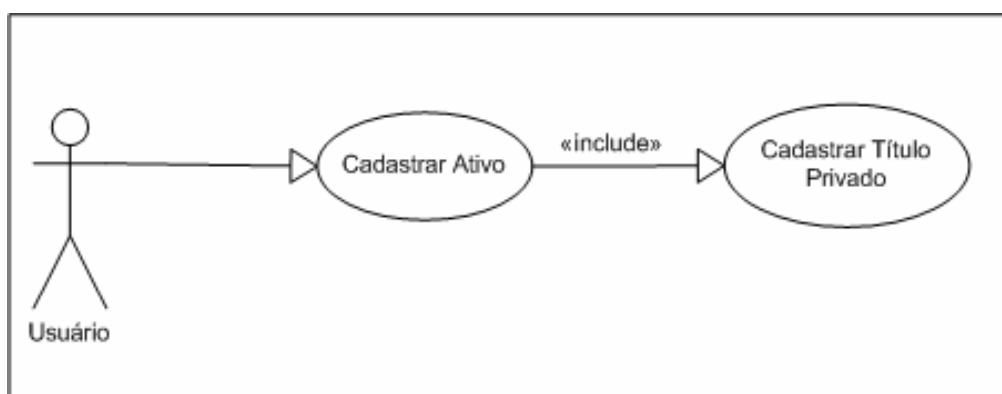 Cadastrar Ativo
«include»
Cadastrar Título
Privado
Usuário